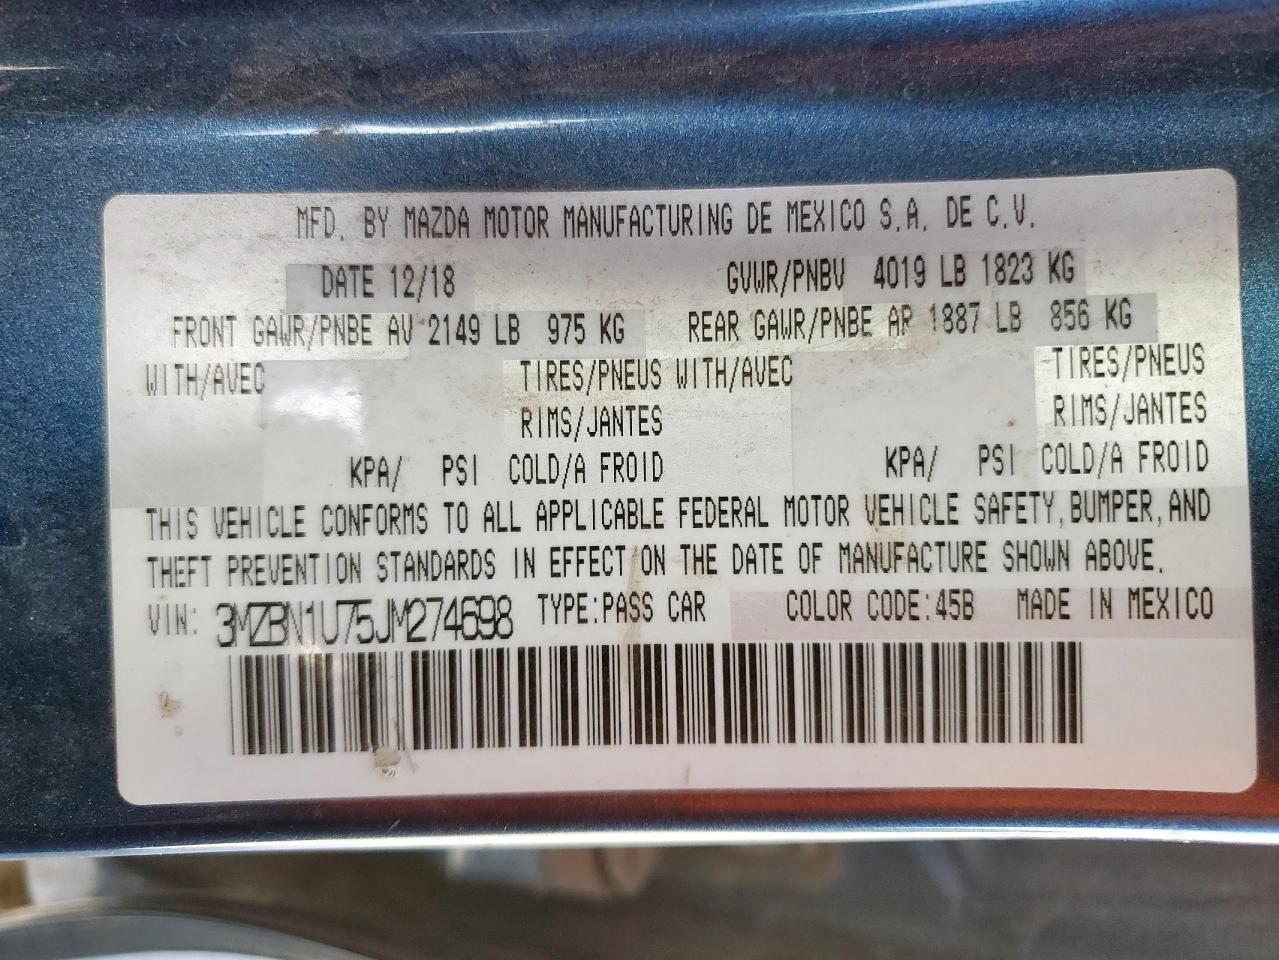 MFD. BY MAZDA MOTOR MANUFACTURING DE MEXICO S.A. DE C.V.
DATE 12/18 GVWR/PNBV 4019 LB 1823 KG
FRONT GAWR/PNBE AV 2149 LB 975 KG REAR GAWR/PNBE AR 1887 LB 856 KG
WITH/AVEC TIRES/PNEUS WITH/AVEC TIRES/PNEUS
RIMS/JANTES RIMS/JANTES
KPA/ PSI COLD/A FROID KPA/ PSI COLD/A FROID
THIS VEHICLE CONFORMS TO ALL APPLICABLE FEDERAL MOTOR VEHICLE SAFETY, BUMPER, AND
THEFT PREVENTION STANDARDS IN EFFECT ON THE DATE OF MANUFACTURE SHOWN ABOVE.
VIN: 3MZBN1U75JM274698 TYPE:PASS CAR COLOR CODE:45B MADE IN MEXICO